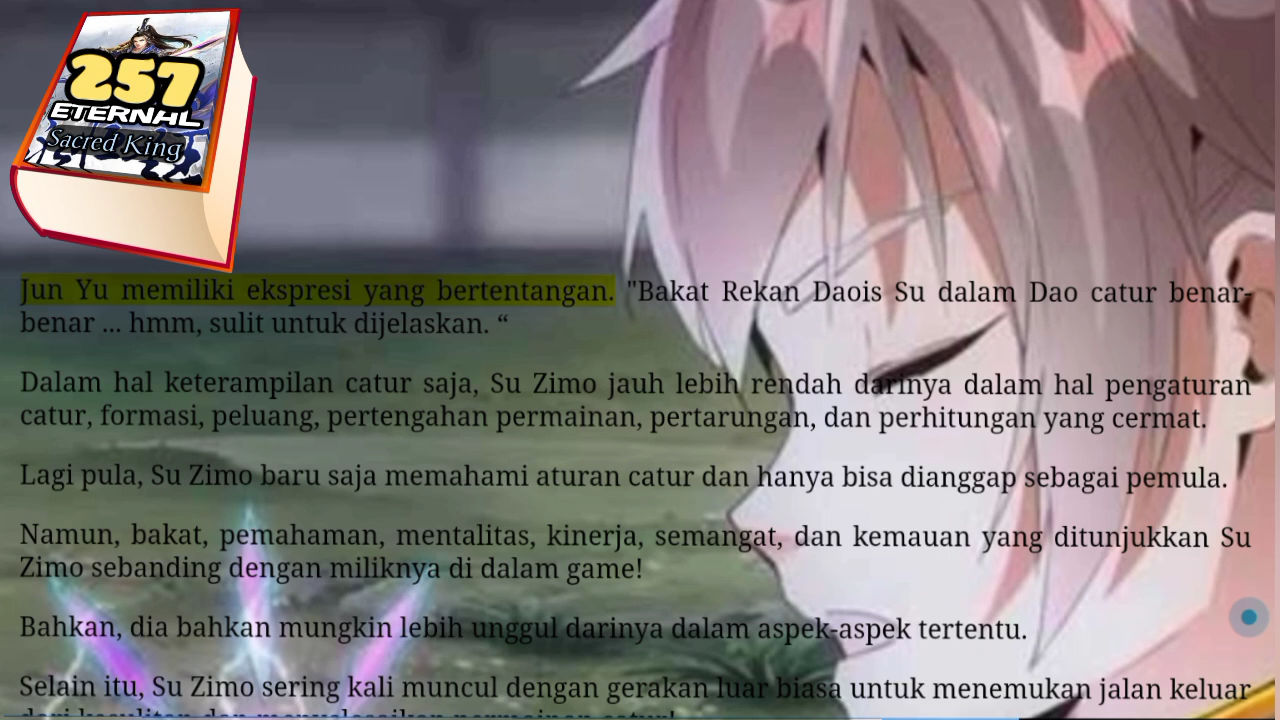 257
ETERNAL
Sacred King
Jun Yu memiliki ekspresi yang bertentangan. "Bakat Rekan Daois Su dalam Dao catur benar-
benar ... hmm, sulit untuk dijelaskan. “
Dalam hal keterampilan catur saja, Su Zimo jauh lebih rendah darinya dalam hal pengaturan
catur, formasi, peluang, pertengahan permainan, pertarungan, dan perhitungan yang cermat.
Lagi pula, Su Zimo baru saja memahami aturan catur dan hanya bisa dianggap sebagai pemula.
Namun, bakat, pemahaman, mentalitas, kinerja, semangat, dan kemauan yang ditunjukkan Su
Zimo sebanding dengan miliknya di dalam game!
Bahkan, dia bahkan mungkin lebih unggul darinya dalam aspek-aspek tertentu.
Selain itu, Su Zimo sering kali muncul dengan gerakan luar biasa untuk menemukan jalan keluar